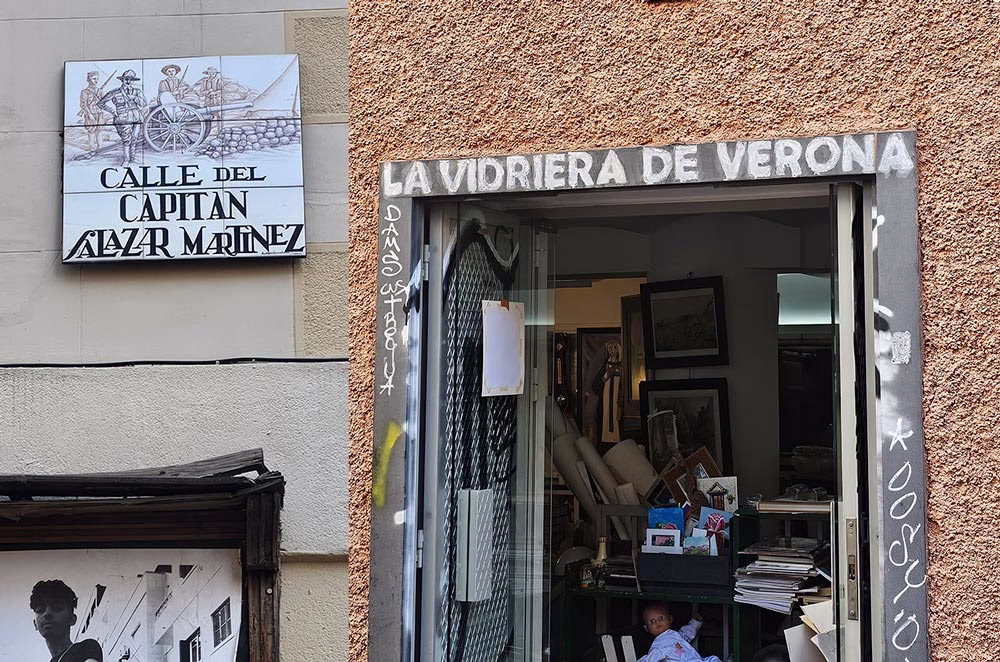 CALLE DEL
CAPITAN
SALAZAR MARTINEZ
LA VIDRIERA DE VERONA